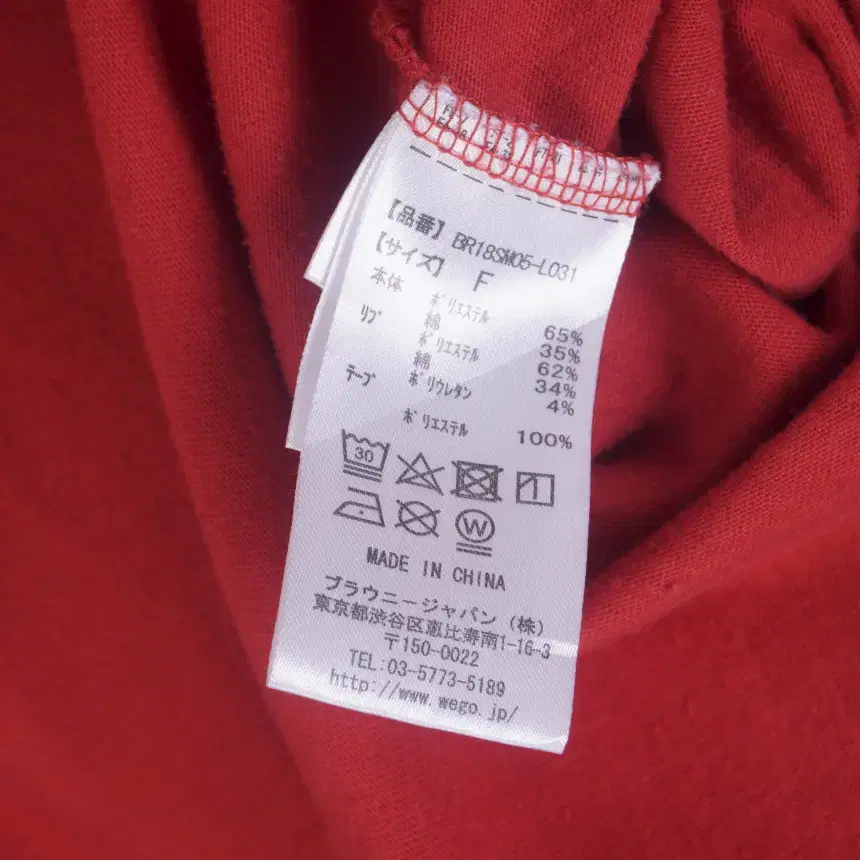 【品番】 BR18SM05-L031
【サイズ】 F
本体 ポリエステル 65%
綿 35%
リブ ポリエステル 62%
綿 34%
ポリウレタン 4%
テープ ポリエステル 100%
30
W
MADE IN CHINA
ブラウニージャパン (株)
東京都渋谷区恵比寿南1-16-3
〒150-0022
TEL:03-5773-5189
http://www.wego.jp/